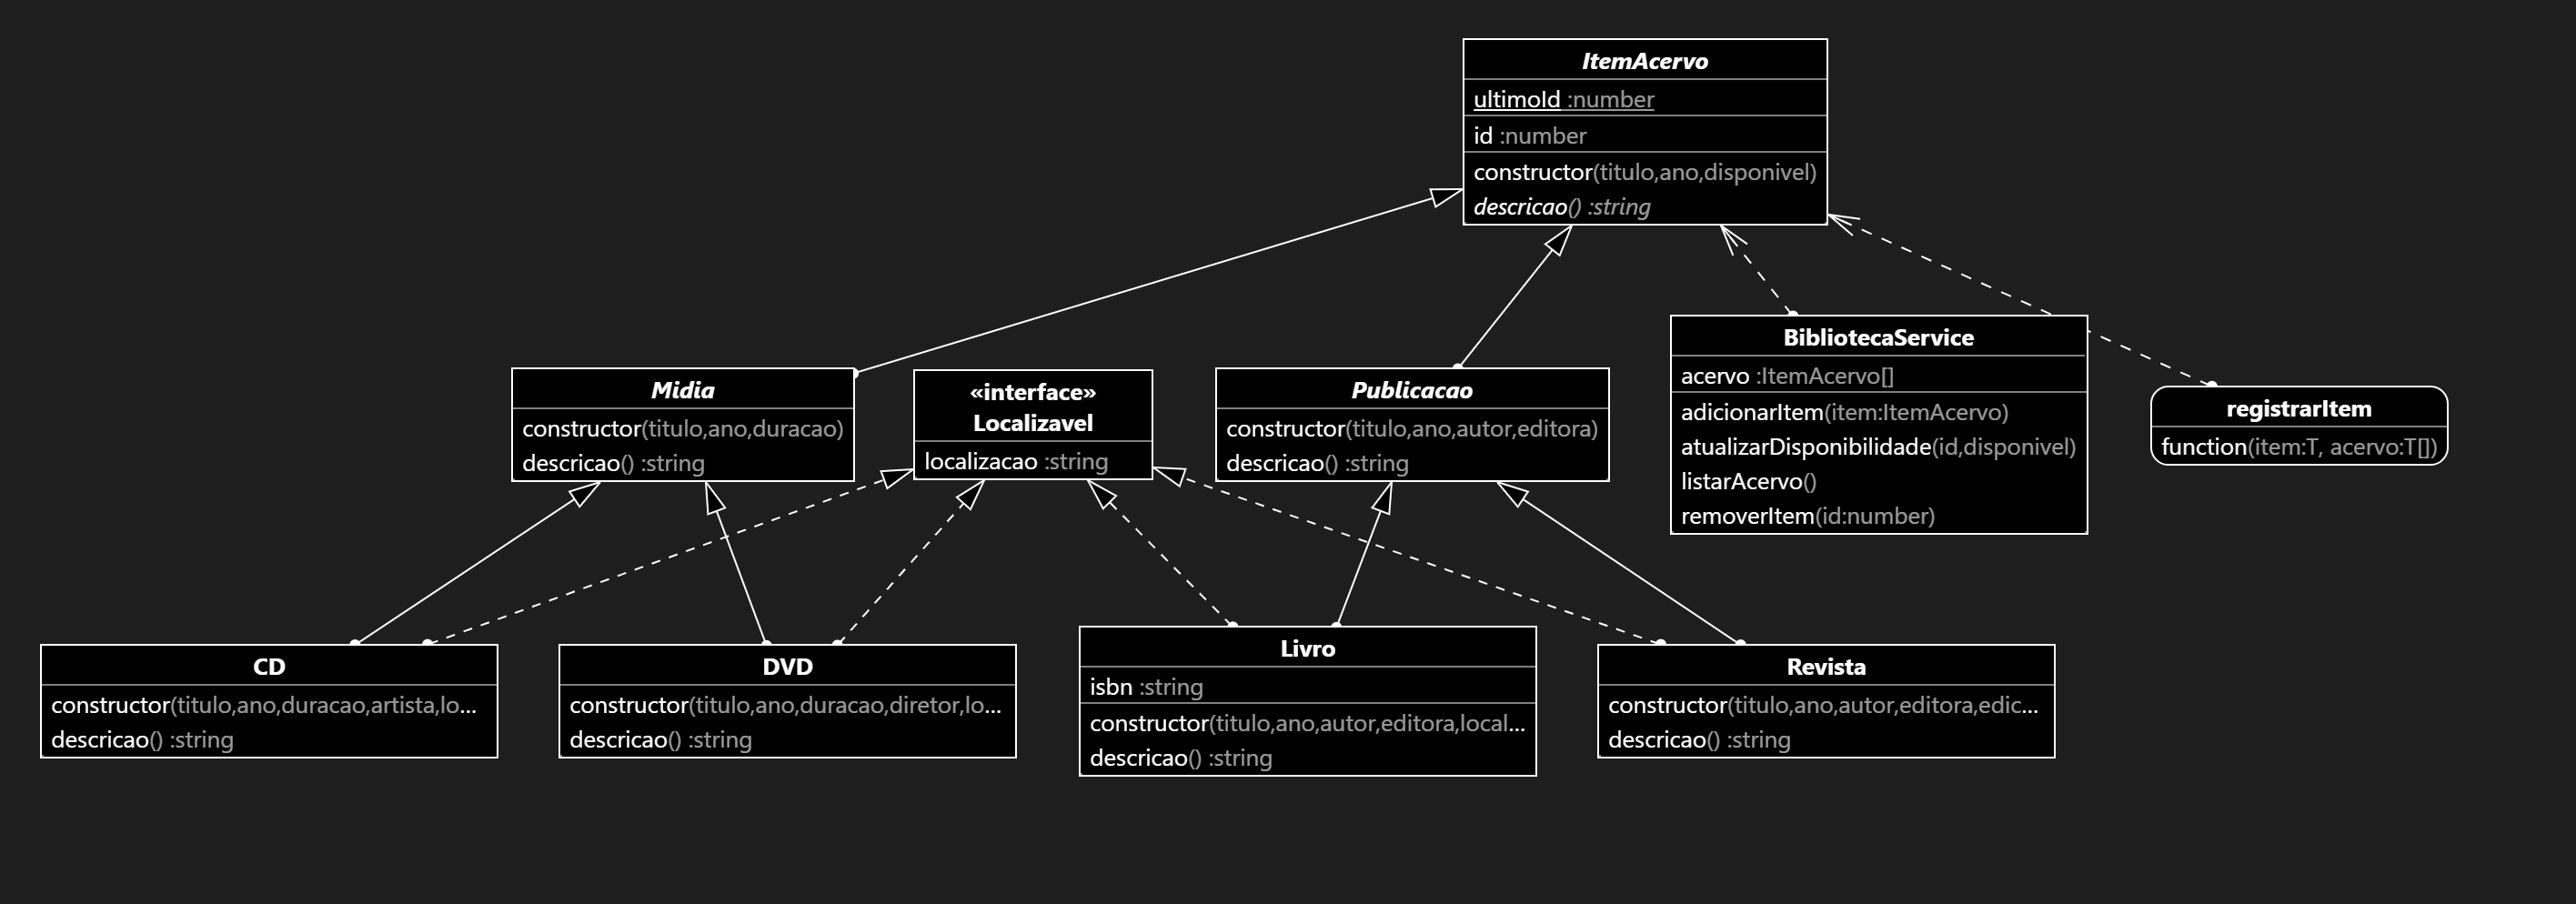 ItemAcervo
ultimoId :number
id :number
constructor(titulo,ano,disponivel)
descricao() :string
Midia
constructor(titulo,ano,duracao)
descricao() :string
«interface»
Localizavel
localizacao :string
Publicacao
constructor(titulo,ano,autor,editora)
descricao() :string
BibliotecaService
acervo :ItemAcervo[]
adicionarItem(item:ItemAcervo)
atualizarDisponibilidade(id,disponivel)
listarAcervo()
removerItem(id:number)
registrarItem
function(item:T, acervo:T[])
CD
constructor(titulo,ano,duracao,artista,lo...
descricao() :string
DVD
constructor(titulo,ano,duracao,diretor,lo...
descricao() :string
Livro
isbn :string
constructor(titulo,ano,autor,editora,local...
descricao() :string
Revista
constructor(titulo,ano,autor,editora,edic...
descricao() :string